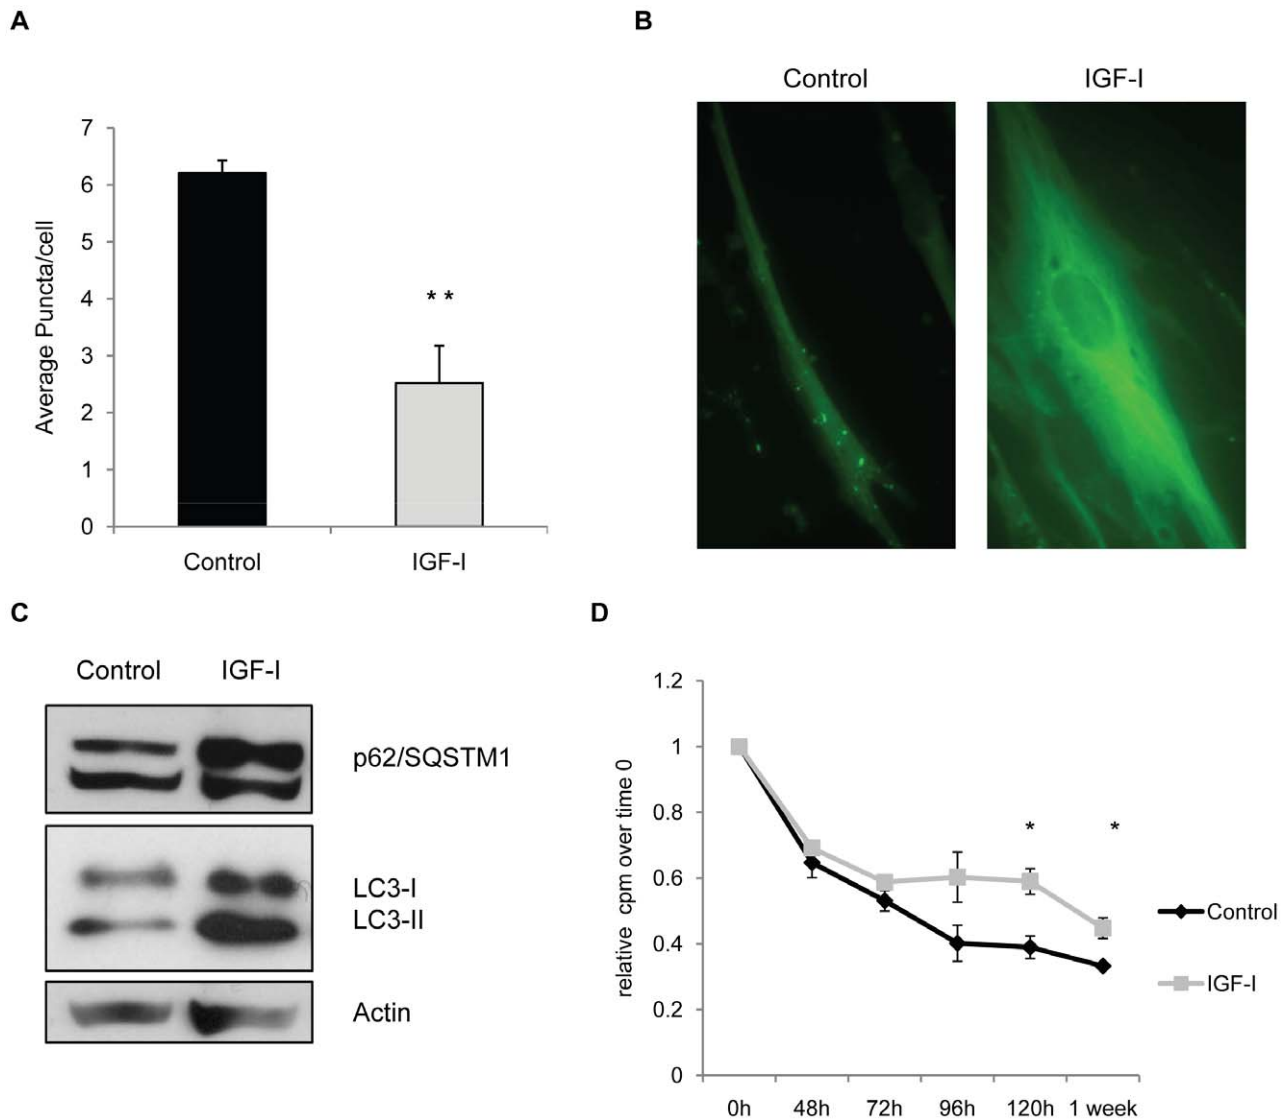 A
7
6
5
4
3
2
1
0
Average Puncta/cell
* *
Control
IGF-I
B
Control
IGF-I
C
Control
IGF-I
p62/SQSTM1
LC3-I
LC3-II
Actin
D
1.2
1
0.8
0.6
0.4
0.2
0
relative cpm over time 0
*
*
0h
48h
72h
96h
120h
1 week
Control
IGF-I